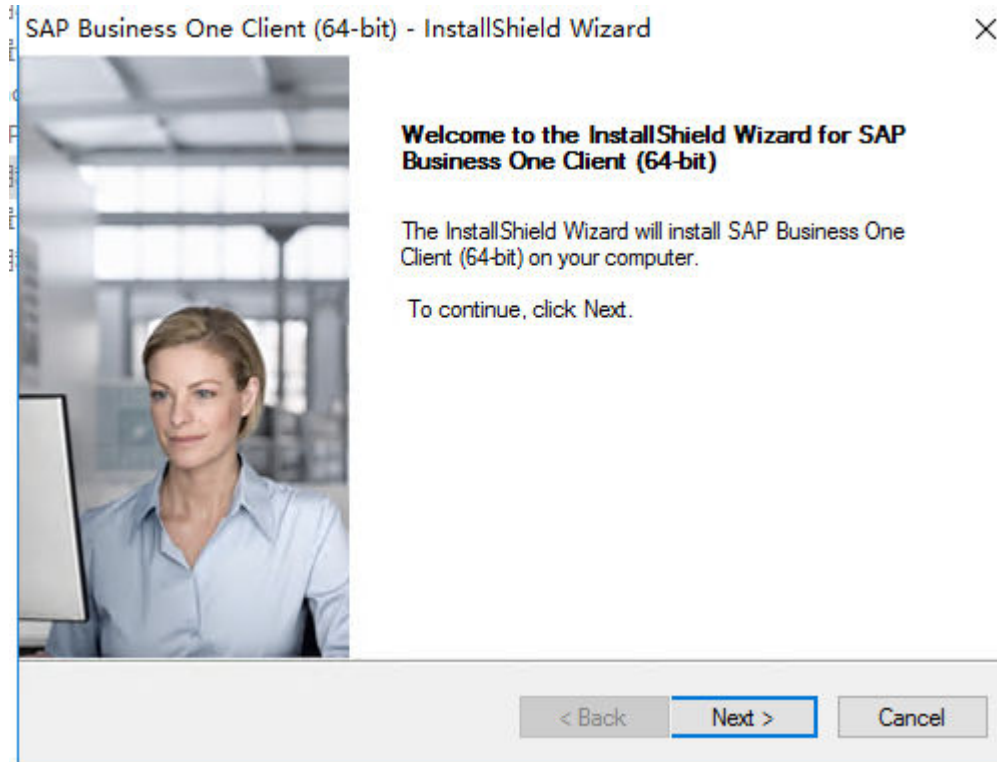 SAP Business One Client (64-bit) - InstallShield Wizard
Welcome to the InstallShield Wizard for SAP
Business One Client (64-bit)
The InstallShield Wizard will install SAP Business One
Client (64-bit) on your computer.
To continue, click Next.
< Back
Next >
Cancel